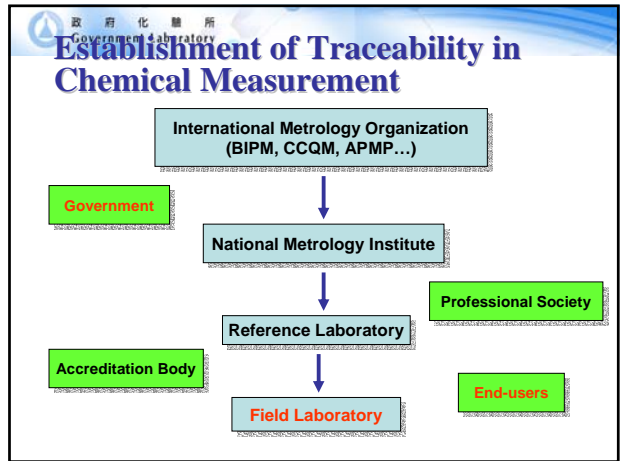 政 府 化 驗 所
Government Laboratory
Establishment of Traceability in
Chemical Measurement
International Metrology Organization
(BIPM, CCQM, APMP…)
Government
National Metrology Institute
Professional Society
Reference Laboratory
Accreditation Body
End-users
Field Laboratory